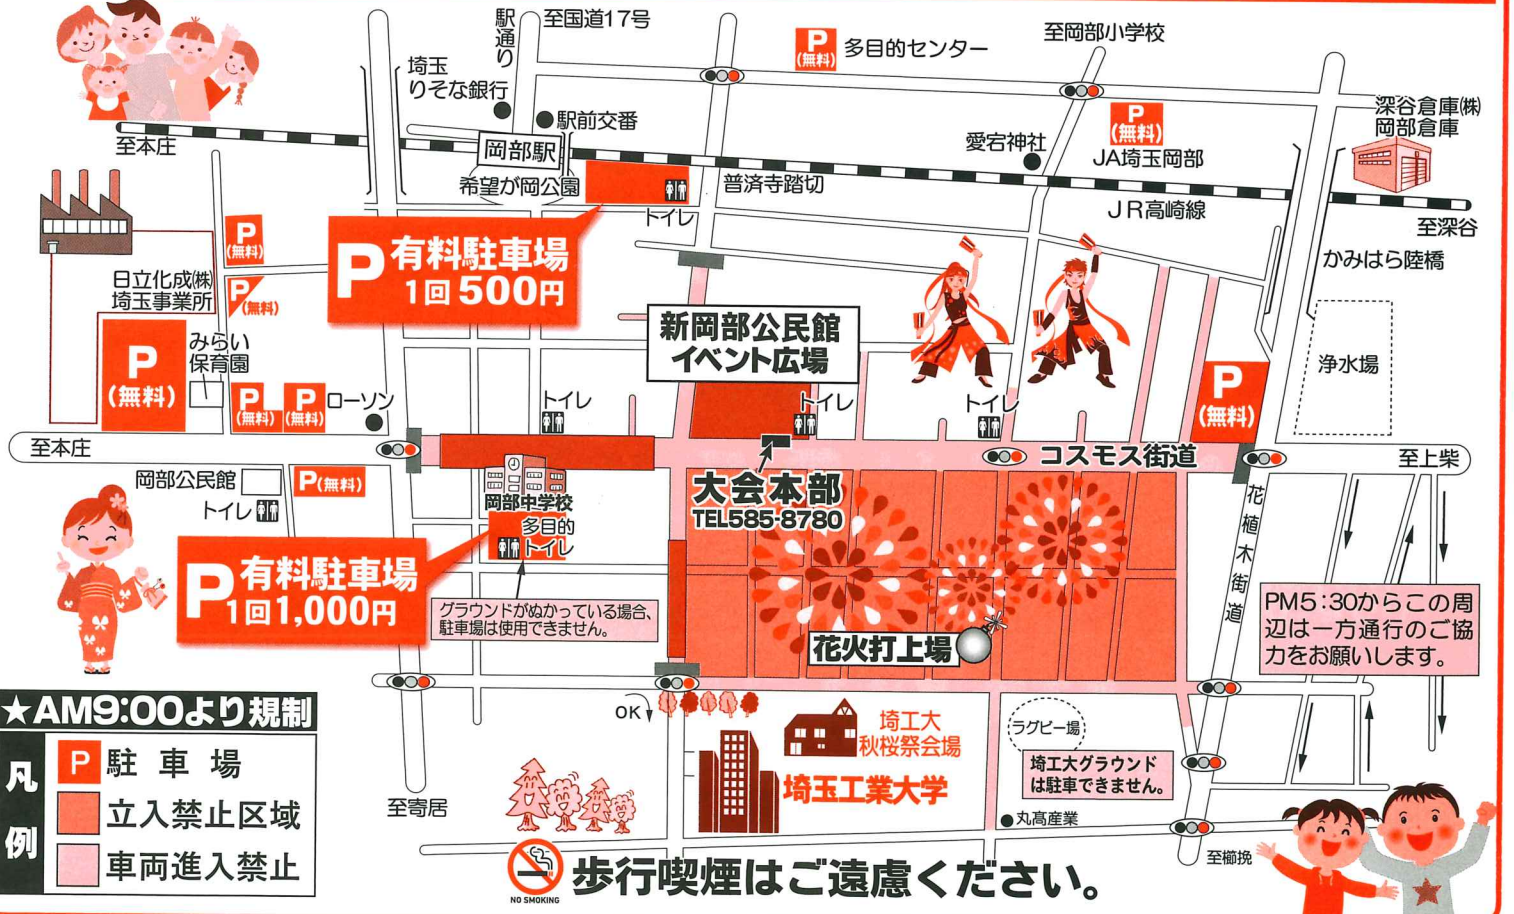 駅通り
至国道17号
P
(無料)
多目的センター
至岡部小学校
埼玉
りそな銀行
駅前交番
深谷倉庫㈱
岡部倉庫
P
(無料)
JA埼玉岡部
愛宕神社
至本庄
岡部駅
希望が岡公園
トイレ
普済寺踏切
JR高崎線
至深谷
かみはら陸橋
P
(無料)
P
(無料)
P
有料駐車場
1回500円
日立化成㈱
埼玉事業所
みらい
保育園
P
(無料)
P
(無料)
P
(無料)
ローソン
トイレ
新岡部公民館
イベント広場
トイレ
トイレ
P
(無料)
浄水場
至本庄
コスモス街道
至上柴
岡部公民館
トイレ
P(無料)
岡部中学校
多目的
トイレ
大会本部
TEL585-8780
花植木街道
P
有料駐車場
1回1,000円
グラウンドがぬかっている場合、
駐車場は使用できません。
花火打上場
PM5:30からこの周
辺は一方通行のご協
力をお願いします。
★AM9:00より規制
凡例
P 駐車場
立入禁止区域
車両進入禁止
OK
埼工大
秋桜祭会場
埼玉工業大学
ラグビー場
埼工大グラウンド
は駐車できません。
丸髙産業
至寄居
至櫛挽
NO SMOKING
歩行喫煙はご遠慮ください。